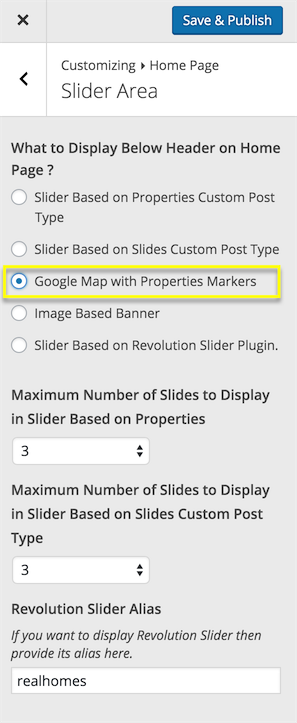 Save & Publish
Customizing ▸ Home Page
Slider Area
What to Display Below Header on Home
Page ?
Slider Based on Properties Custom Post
Type
Slider Based on Slides Custom Post Type
Google Map with Properties Markers
Image Based Banner
Slider Based on Revolution Slider Plugin.
Maximum Number of Slides to Display
in Slider Based on Properties
3
Maximum Number of Slides to Display
in Slider Based on Slides Custom Post
Type
3
Revolution Slider Alias
If you want to display Revolution Slider then
provide its alias here.
realhomes